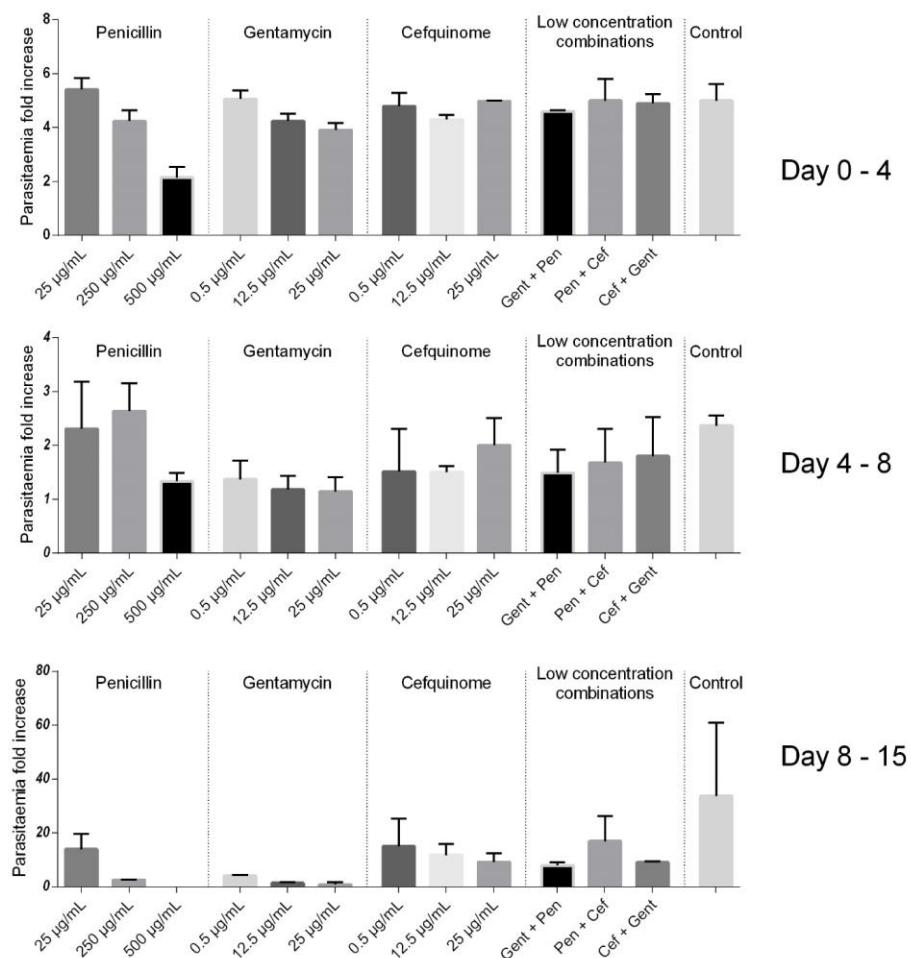 Penicillin Gentamycin Cefquinome Low concentration combinations Control
Parasitaemia fold increase
8
6
4
2
0
25 µg/mL 250 µg/mL 500 µg/mL 0.5 µg/mL 12.5 µg/mL 25 µg/mL 0.5 µg/mL 12.5 µg/mL 25 µg/mL Gent + Pen Pen + Cef Cef + Gent
Day 0 - 4
Penicillin Gentamycin Cefquinome Low concentration combinations Control
Parasitaemia fold increase
4
3
2
1
0
25 µg/mL 250 µg/mL 500 µg/mL 0.5 µg/mL 12.5 µg/mL 25 µg/mL 0.5 µg/mL 12.5 µg/mL 25 µg/mL Gent + Pen Pen + Cef Cef + Gent
Day 4 - 8
Penicillin Gentamycin Cefquinome Low concentration combinations Control
Parasitaemia fold increase
80
60
40
20
0
25 µg/mL 250 µg/mL 500 µg/mL 0.5 µg/mL 12.5 µg/mL 25 µg/mL 0.5 µg/mL 12.5 µg/mL 25 µg/mL Gent + Pen Pen + Cef Cef + Gent
Day 8 - 15